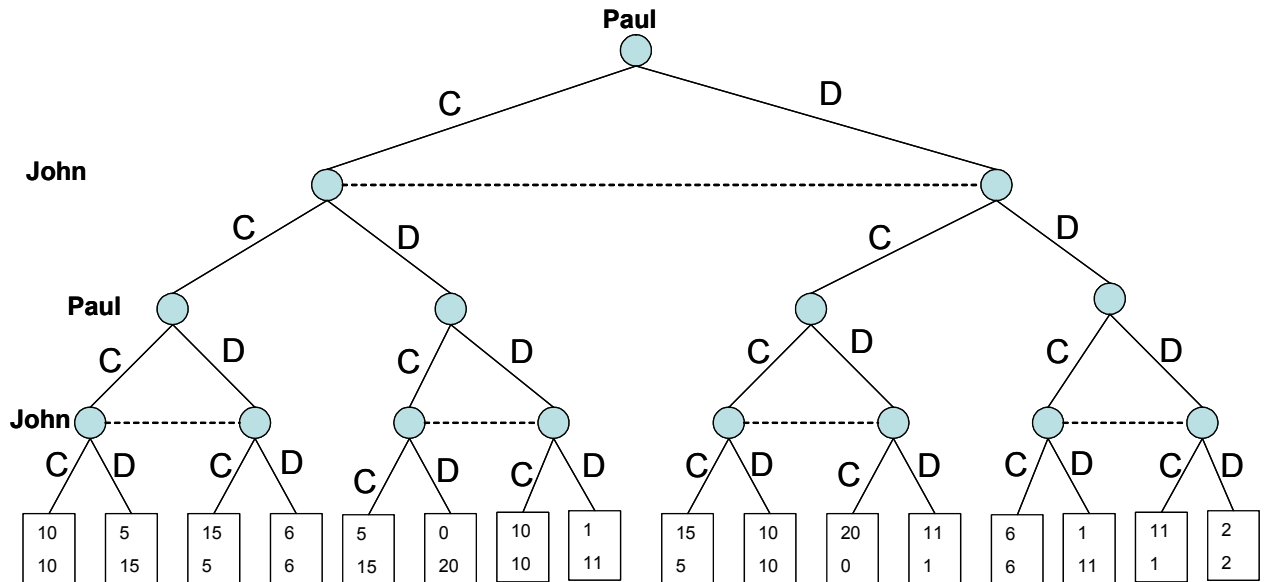 Paul
C D
John
C D C D
Paul
C D C D C D C D
John
C D C D C D C D C D C D C D C D
10 5 15 6 5 0 10 1 15 10 20 11 6 1 11 2
10 15 5 6 15 20 10 11 5 10 0 1 6 11 1 2